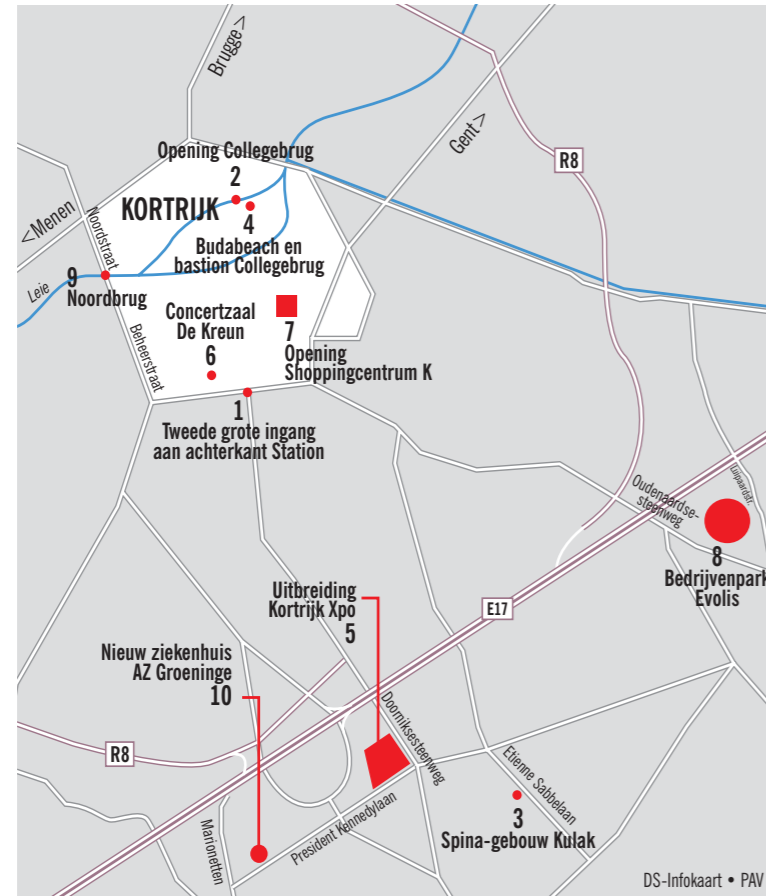 Brugge >
Gent >
R8
Opening Collegebrug
2
KORTRIJK
4
Budabeach en
bastion Collegebrug
< Menen
Noordstraat
9
Noordbrug
Leie
Beheerstraat
Concertzaal
De Kreun
6
7
Opening
Shoppingcentrum K
1
Tweede grote ingang
aan achterkant Station
Oudenaardse-
steenweg
Luipaardstr.
8
Bedrijvenpark
Evolis
E17
Uitbreiding
Kortrijk Xpo
5
Nieuw ziekenhuis
AZ Groeninge
10
R8
Doorniksesteenweg
Etienne Sabbelaan
3
Spina-gebouw Kulak
President Kennedylaan
Marionetten
DS-Infokaart • PAV